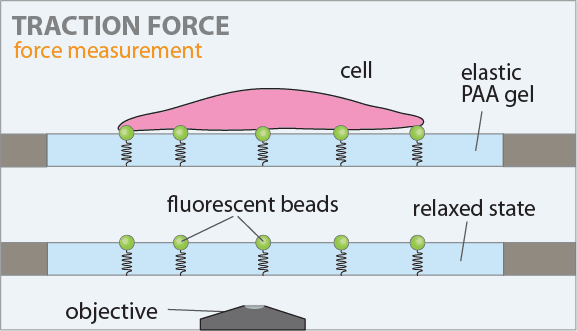 TRACTION FORCE
force measurement
cell
elastic
PAA gel
fluorescent beads
relaxed state
objective